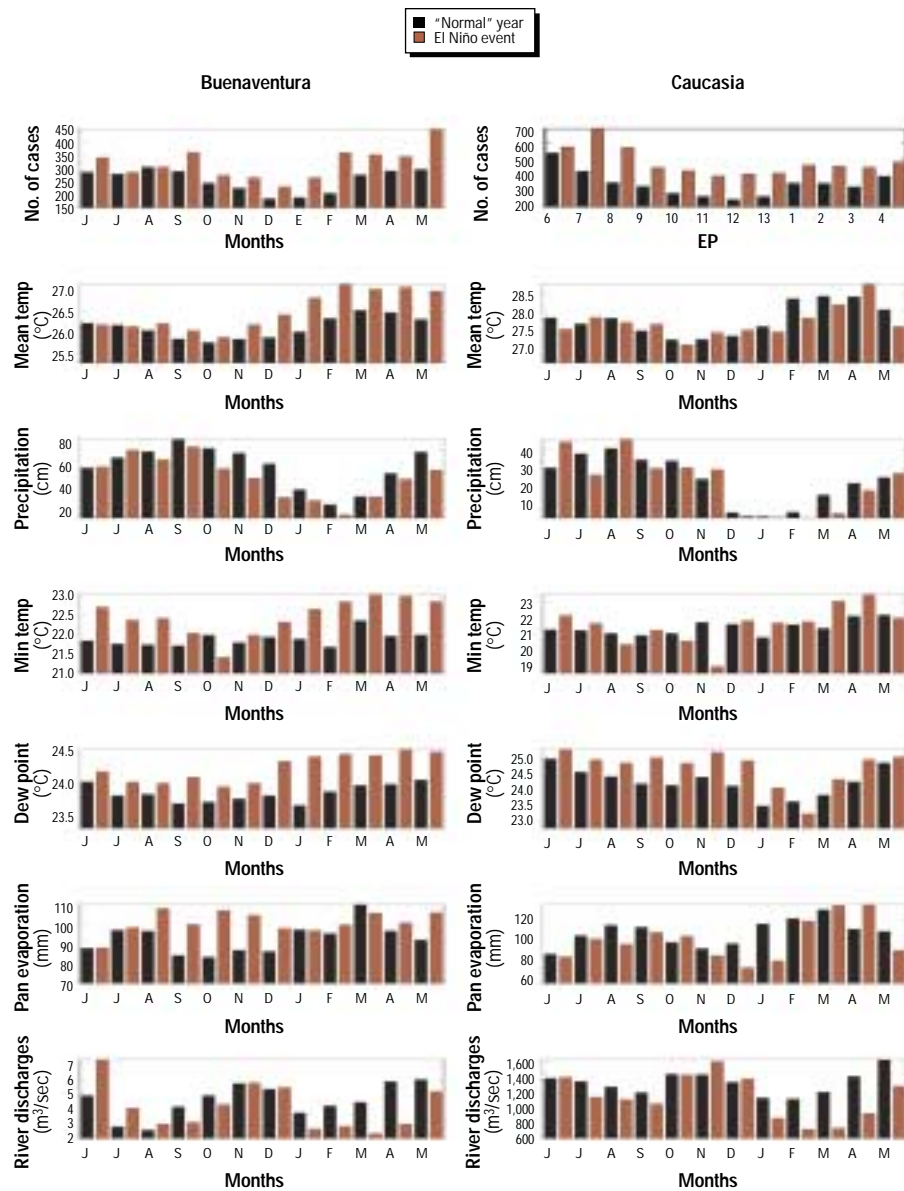 "Normal" year
El Niño event
Buenaventura
No. of cases
450
400
350
300
250
200
150
J J A S O N D E F M A M
Months
Mean temp
(°C)
27.0
26.5
26.0
25.5
J J A S O N D J F M A M
Months
Precipitation
(cm)
80
60
40
20
J J A S O N D J F M A M
Months
Min temp
(°C)
23.0
22.5
22.0
21.5
21.0
J J A S O N D J F M A M
Months
Dew point
(°C)
24.5
24.0
23.5
J J A S O N D J F M A M
Months
Pan evaporation
(mm)
110
100
90
80
70
J J A S O N D J F M A M
Months
River discharges
(m³/sec)
7
6
5
4
3
2
J J A S O N D J F M A M
Months
Caucasia
No. of cases
700
600
500
400
300
200
6 7 8 9 10 11 12 13 1 2 3 4
EP
Mean temp
(°C)
28.5
28.0
27.5
27.0
J J A S O N D J F M A M
Months
Precipitation
(cm)
40
30
20
10
J J A S O N D J F M A M
Months
Min temp
(°C)
23
22
21
20
19
J J A S O N D J F M A M
Months
Dew point
(°C)
25.0
24.5
24.0
23.5
23.0
J J A S O N D J F M A M
Months
Pan evaporation
(mm)
120
100
80
60
J J A S O N D J F M A M
Months
River discharges
(m³/sec)
1,600
1,400
1,200
1,000
800
600
J J A S O N D J F M A M
Months